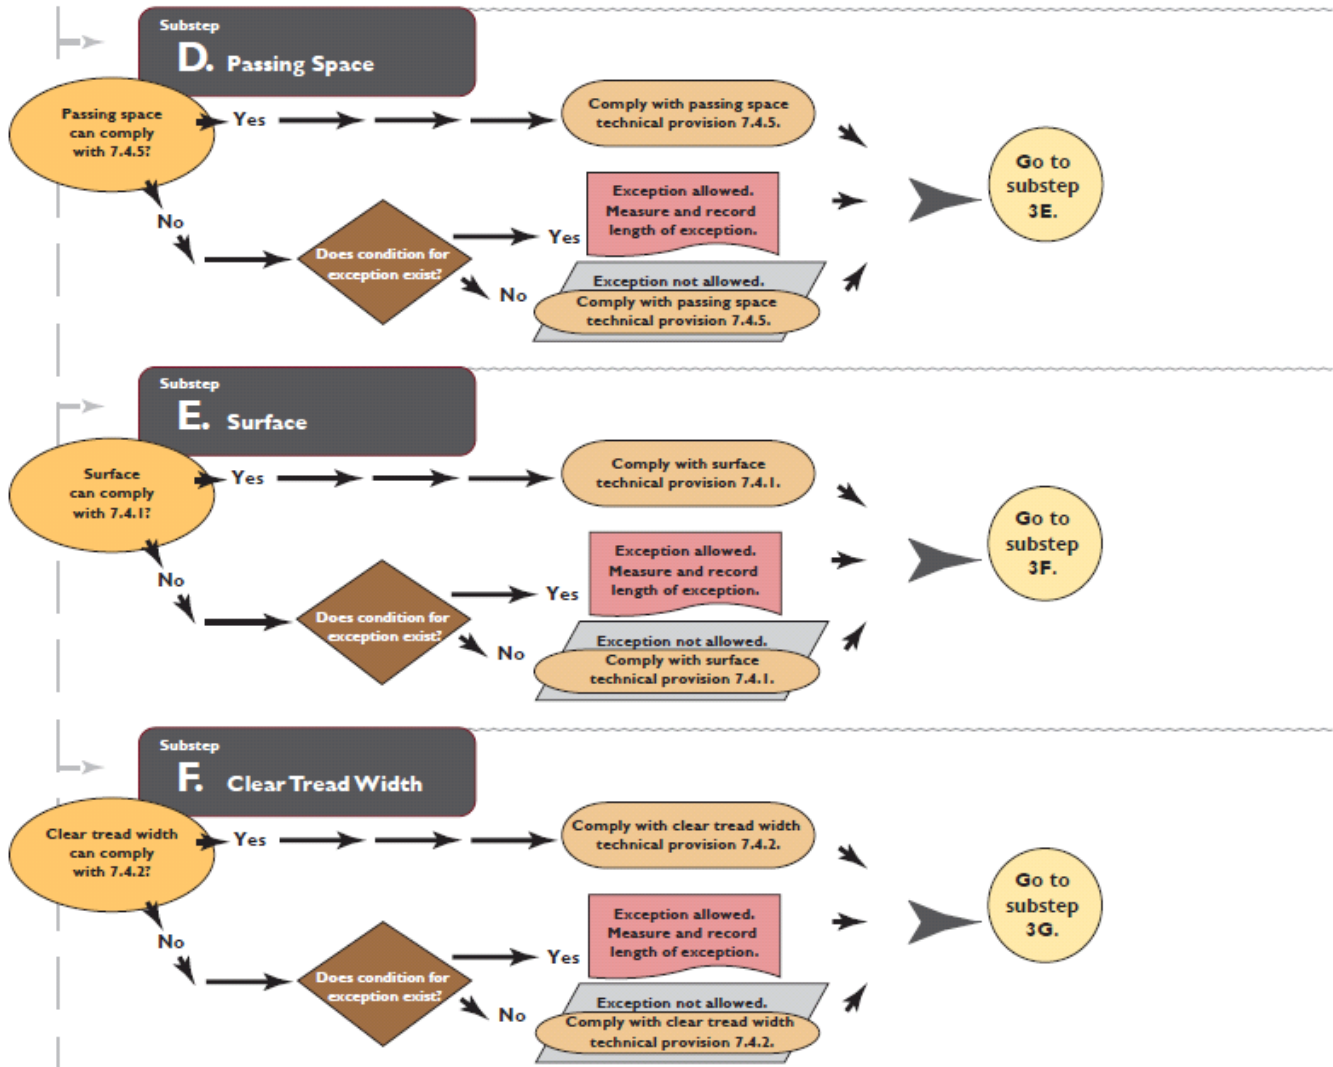 Substep
D. Passing Space
Passing space
can comply
with 7.4.5?
Yes
Comply with passing space
technical provision 7.4.5.
No
Does condition for
exception exist?
Yes
Exception allowed.
Measure and record
length of exception.
No
Exception not allowed.
Comply with passing space
technical provision 7.4.5.
Go to
substep
3E.
Substep
E. Surface
Surface
can comply
with 7.4.1?
Yes
Comply with surface
technical provision 7.4.1.
No
Does condition for
exception exist?
Yes
Exception allowed.
Measure and record
length of exception.
No
Exception not allowed.
Comply with surface
technical provision 7.4.1.
Go to
substep
3F.
Substep
F. Clear Tread Width
Clear tread width
can comply
with 7.4.2?
Yes
Comply with clear tread width
technical provision 7.4.2.
No
Does condition for
exception exist?
Yes
Exception allowed.
Measure and record
length of exception.
No
Exception not allowed.
Comply with clear tread width
technical provision 7.4.2.
Go to
substep
3G.